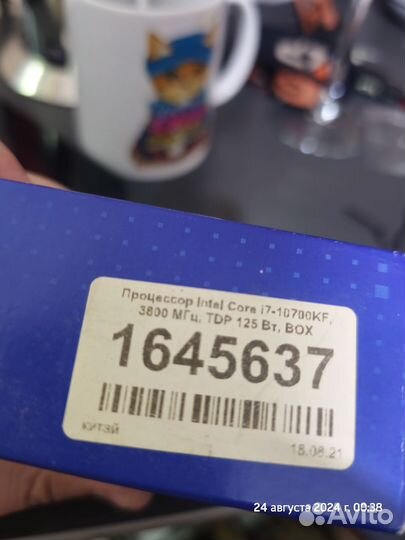 Процессор Intel Core i7-10700KF,
3800 МГц, TDP 125 Вт, BOX
1645637
КИТАЙ
18.08.21
24 августа 2024 г. 00:38
Avito